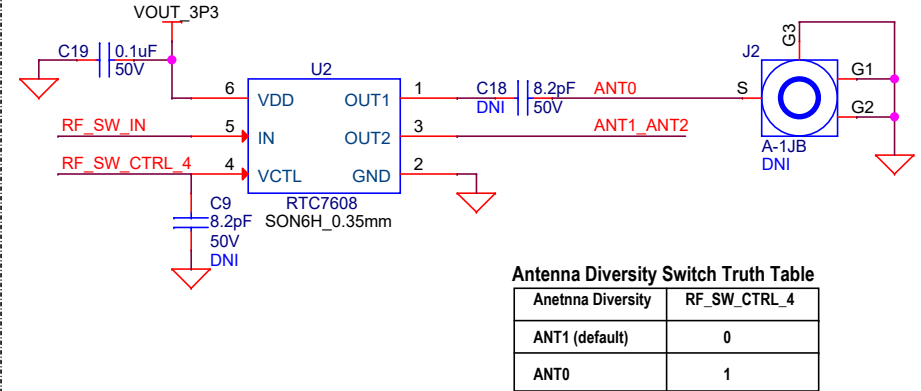 VOUT_3P3
C19
0.1uF
50V
U2
6
VDD
OUT1
1
C18
8.2pF
ANT0
DNI
50V
RF_SW_IN
5
IN
OUT2
3
ANT1_ANT2
RF_SW_CTRL_4
4
VCTL
GND
2
RTC7608
SON6H_0.35mm
C9
8.2pF
50V
DNI
J2
G3
G1
S
G2
A-1JB
DNI
Antenna Diversity Switch Truth Table
Anetnna Diversity RF_SW_CTRL_4
ANT1 (default) 0
ANT0 1